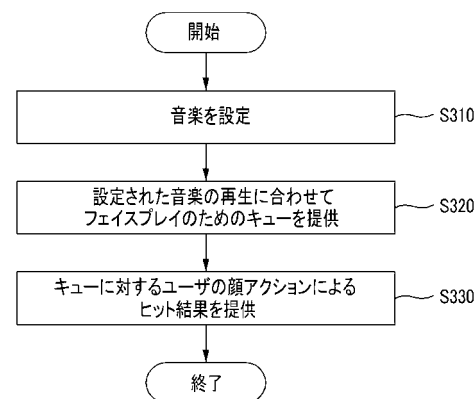 開始
音楽を設定
S310
設定された音楽の再生に合わせて
フェイスプレイのためのキューを提供
S320
キューに対するユーザの顔アクションによる
ヒット結果を提供
S330
終了